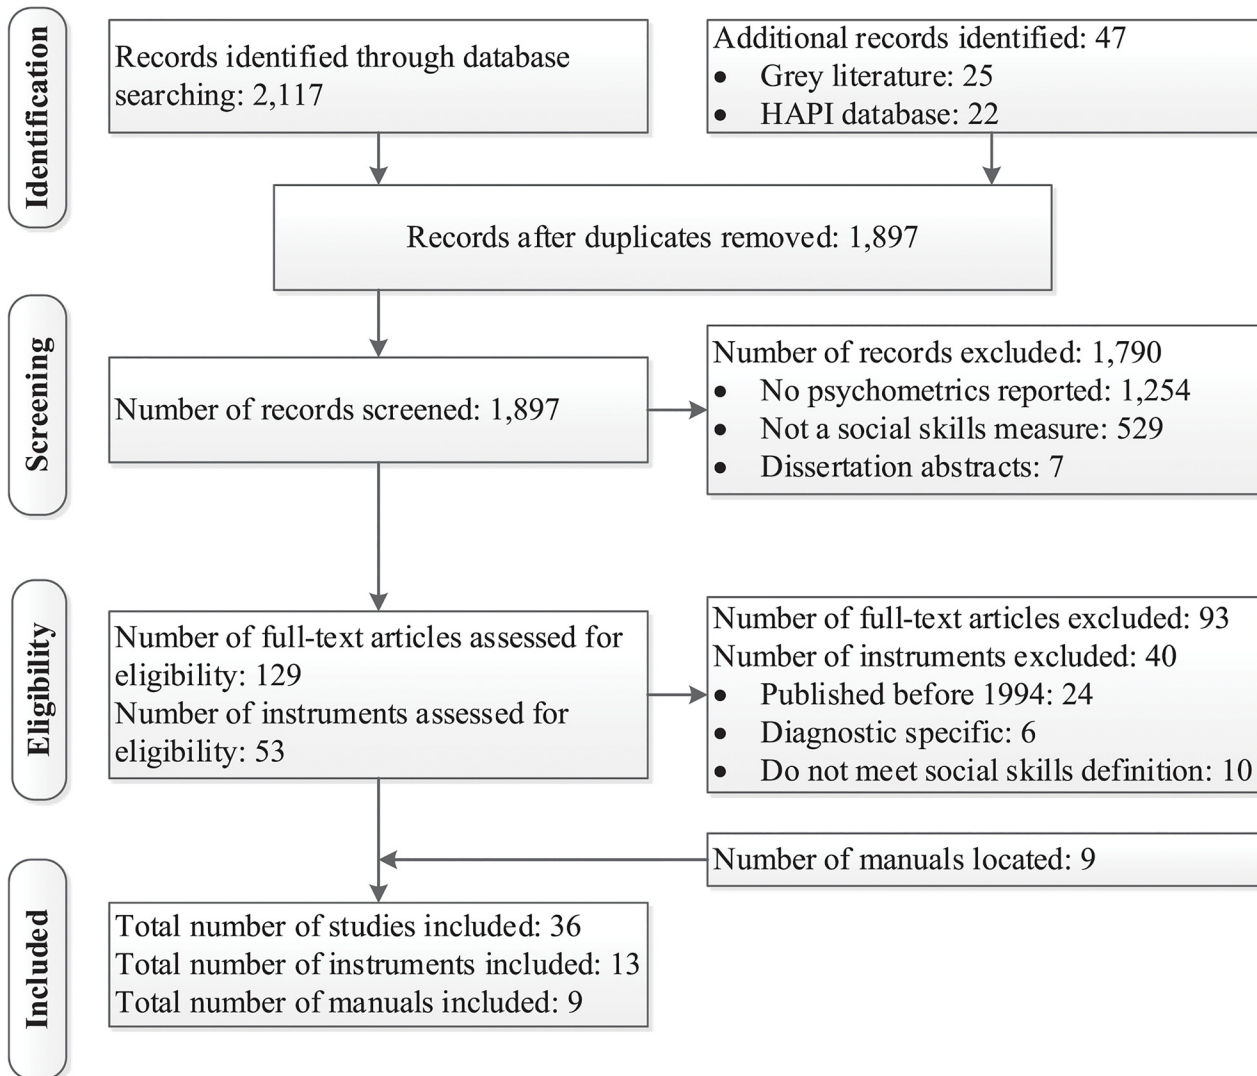 Identification
Records identified through database
searching: 2,117
Additional records identified: 47
• Grey literature: 25
• HAPI database: 22
Records after duplicates removed: 1,897
Screening
Number of records screened: 1,897
Number of records excluded: 1,790
• No psychometrics reported: 1,254
• Not a social skills measure: 529
• Dissertation abstracts: 7
Eligibility
Number of full-text articles assessed for
eligibility: 129
Number of instruments assessed for
eligibility: 53
Number of full-text articles excluded: 93
Number of instruments excluded: 40
• Published before 1994: 24
• Diagnostic specific: 6
• Do not meet social skills definition: 10
Number of manuals located: 9
Included
Total number of studies included: 36
Total number of instruments included: 13
Total number of manuals included: 9